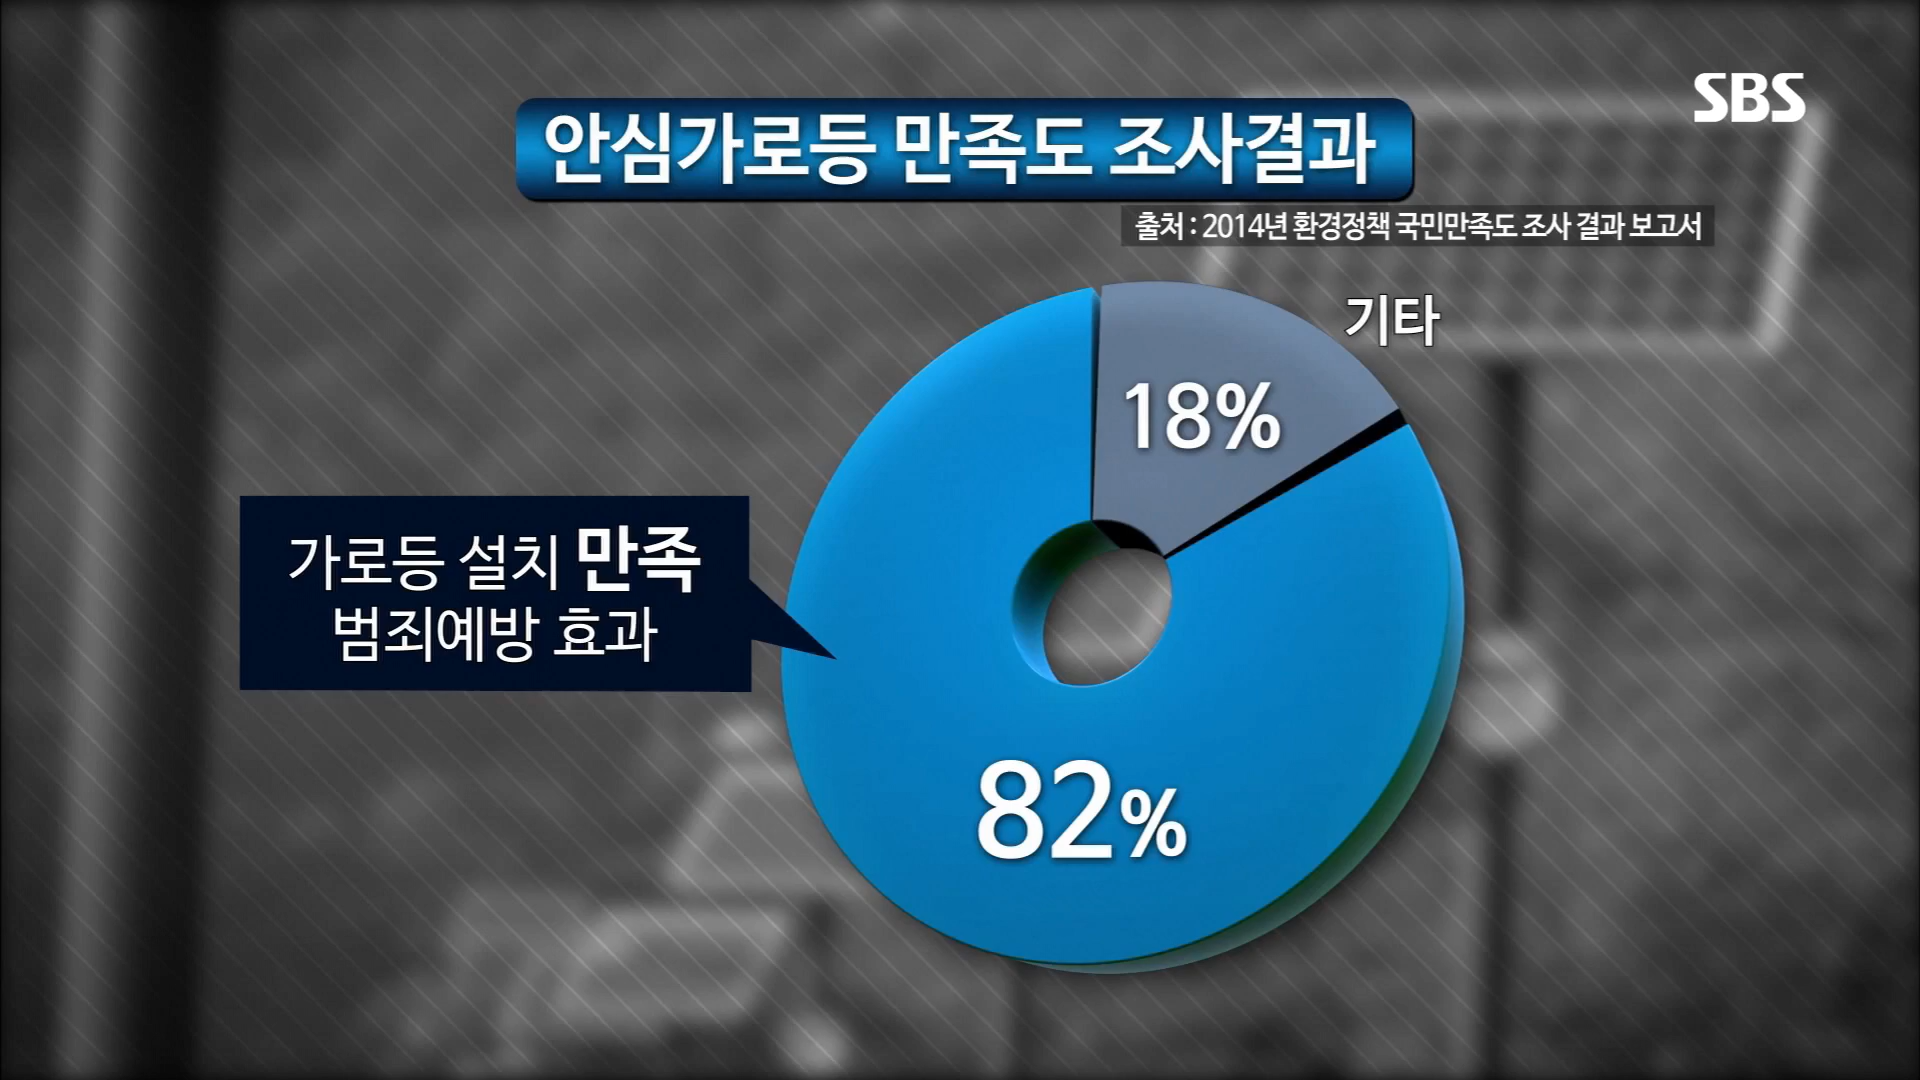 SBS
안심가로등 만족도 조사결과
출처 : 2014년 환경정책 국민만족도 조사 결과 보고서
기타
18%
가로등 설치 만족
범죄예방 효과
82%